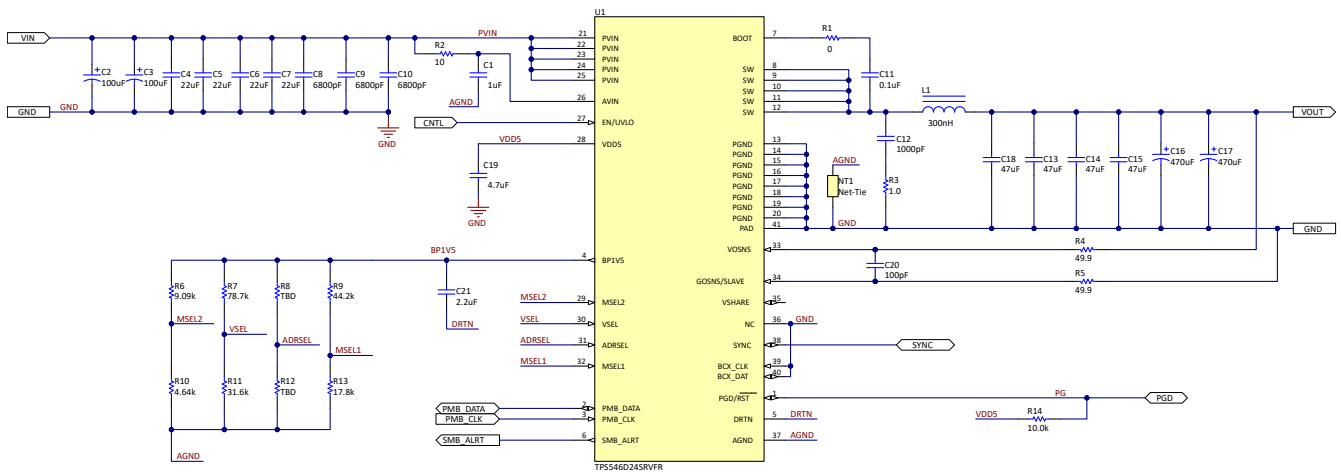 U1
VIN
PVIN
GND
GND
C2
100uF
C3
100uF
C4
22uF
C5
22uF
C6
22uF
C7
22uF
C8
6800pF
C9
6800pF
C10
6800pF
R2
10
C1
1uF
AGND
CNTL
VDD5
C19
4.7uF
GND
21 PVIN
22 PVIN
23 PVIN
24 PVIN
25 PVIN
26 AVIN
27 EN/UVLO
28 VDD5
4 BP1V5
29 MSEL2
30 VSEL
31 ADRSEL
32 MSEL1
2 PMB_DATA
3 PMB_CLK
6 SMB_ALRT
BOOT 7
SW 8
SW 9
SW 10
SW 11
SW 12
PGND 13
PGND 14
PGND 15
PGND 16
PGND 17
PGND 18
PGND 19
PGND 20
PAD 41
VOSNS 33
GOSNS/SLAVE 34
VSHARE 35
NC 36
SYNC 38
BCX_CLK 39
BCX_DAT 40
PGD/RST 1
DRTN 5
AGND 37
TPS546D24SRVFR
R1
0
C11
0.1uF
L1
300nH
C12
1000pF
R3
1.0
AGND
NT1
Net-Tie
GND
C18
47uF
C13
47uF
C14
47uF
C15
47uF
C16
470uF
C17
470uF
VOUT
GND
R4
49.9
C20
100pF
R5
49.9
GND
SYNC
PG
PGD
VDD5
R14
10.0k
DRTN
AGND
BP1V5
C21
2.2uF
DRTN
R6
9.09k
R7
78.7k
R8
TBD
R9
44.2k
MSEL2
VSEL
ADRSEL
MSEL1
R10
4.64k
R11
31.6k
R12
TBD
R13
17.8k
AGND
MSEL2
VSEL
ADRSEL
MSEL1
PMB_DATA
PMB_CLK
SMB_ALRT